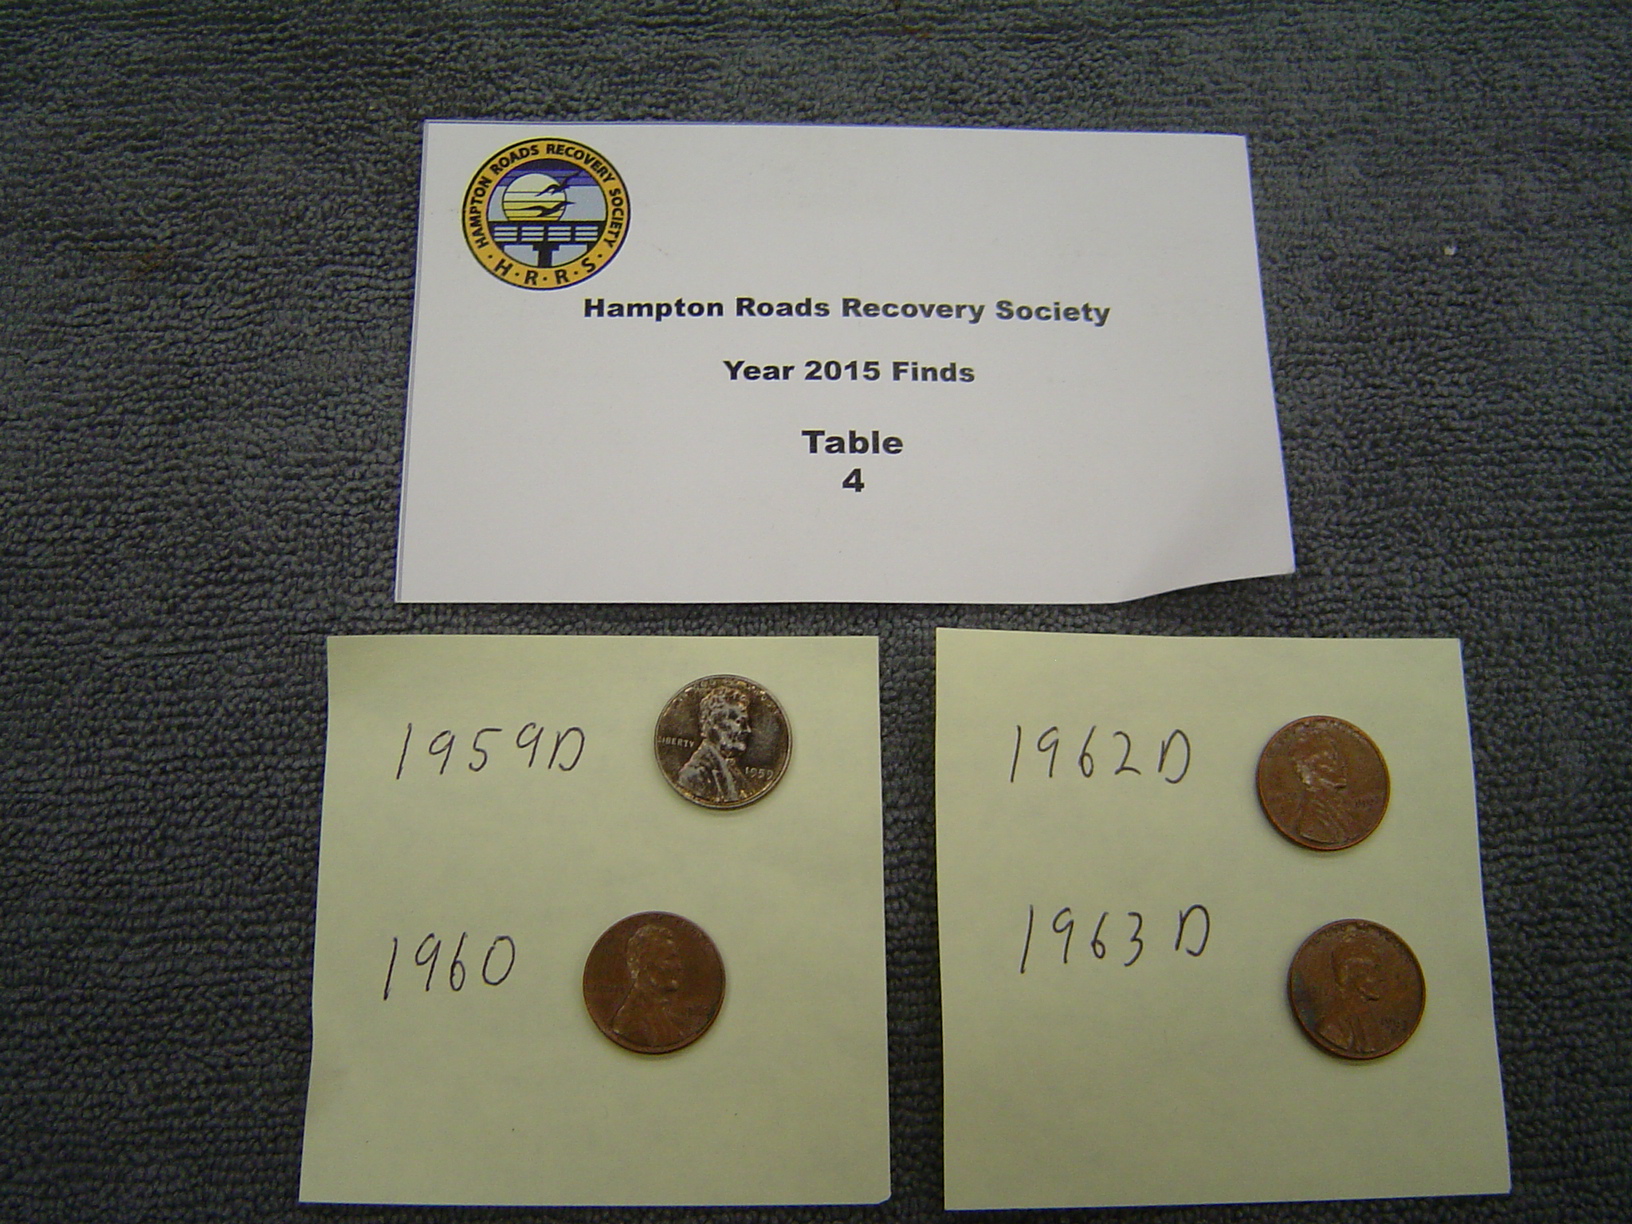 HAMPTON ROADS RECOVERY SOCIETY
· H · R · R · S ·
Hampton Roads Recovery Society
Year 2015 Finds
Table
4
1959D
LIBERTY
1959
1960
1962D
1963D